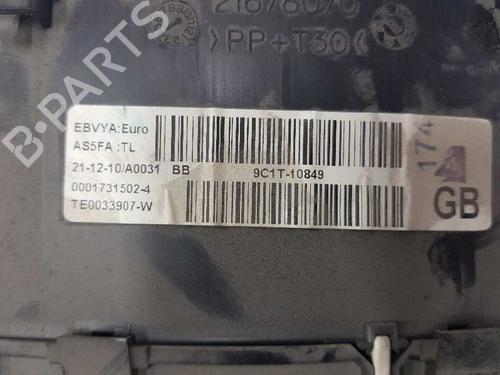 21678090
>PP+T30<
EBVYA:Euro
AS5FA :TL
21-12-10/A0031 BB 9C1T-10849
0001731502-4
TE0033907-W
174
GB
B-PARTS